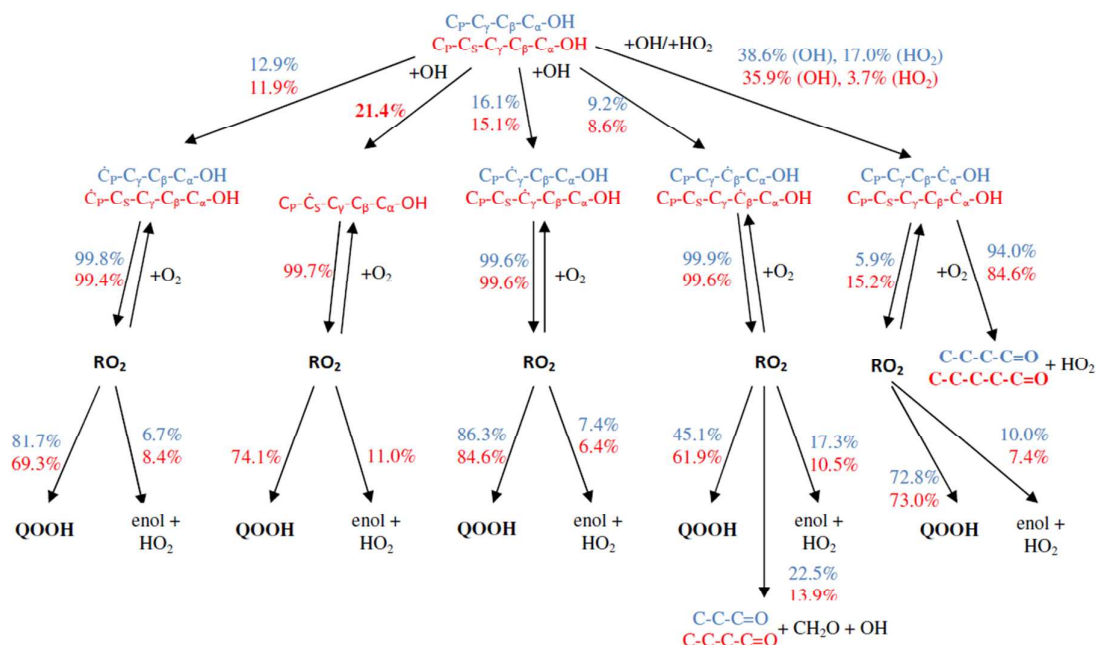 Cₚ-Cᵧ-Cᵦ-Cα-OH
Cₚ-Cₛ-Cᵧ-Cᵦ-Cα-OH
+OH/+HO₂
12.9%
11.9%
+OH
21.4%
+OH
16.1%
15.1%
9.2%
8.6%
38.6% (OH), 17.0% (HO₂)
35.9% (OH), 3.7% (HO₂)
Ċₚ-Cᵧ-Cᵦ-Cα-OH
Ċₚ-Cₛ-Cᵧ-Cᵦ-Cα-OH
Cₚ-Ċₛ-Cᵧ-Cᵦ-Cα-OH
Cₚ-Ċᵧ-Cᵦ-Cα-OH
Cₚ-Cₛ-Ċᵧ-Cᵦ-Cα-OH
Cₚ-Cᵧ-Ċᵦ-Cα-OH
Cₚ-Cₛ-Cᵧ-Ċᵦ-Cα-OH
Cₚ-Cᵧ-Cᵦ-Ċα-OH
Cₚ-Cₛ-Cᵧ-Cᵦ-Ċα-OH
99.8%
99.4%
+O₂
99.7%
+O₂
99.6%
99.6%
+O₂
99.9%
99.6%
+O₂
5.9%
15.2%
+O₂
94.0%
84.6%
RO₂
RO₂
RO₂
RO₂
RO₂
C-C-C-C=O
C-C-C-C-C=O
+ HO₂
81.7%
69.3%
6.7%
8.4%
74.1%
11.0%
86.3%
84.6%
7.4%
6.4%
45.1%
61.9%
17.3%
10.5%
72.8%
73.0%
10.0%
7.4%
QOOH
enol +
HO₂
QOOH
enol +
HO₂
QOOH
enol +
HO₂
QOOH
enol +
HO₂
QOOH
enol +
HO₂
22.5%
13.9%
C-C-C=O
C-C-C-C=O
+ CH₂O + OH